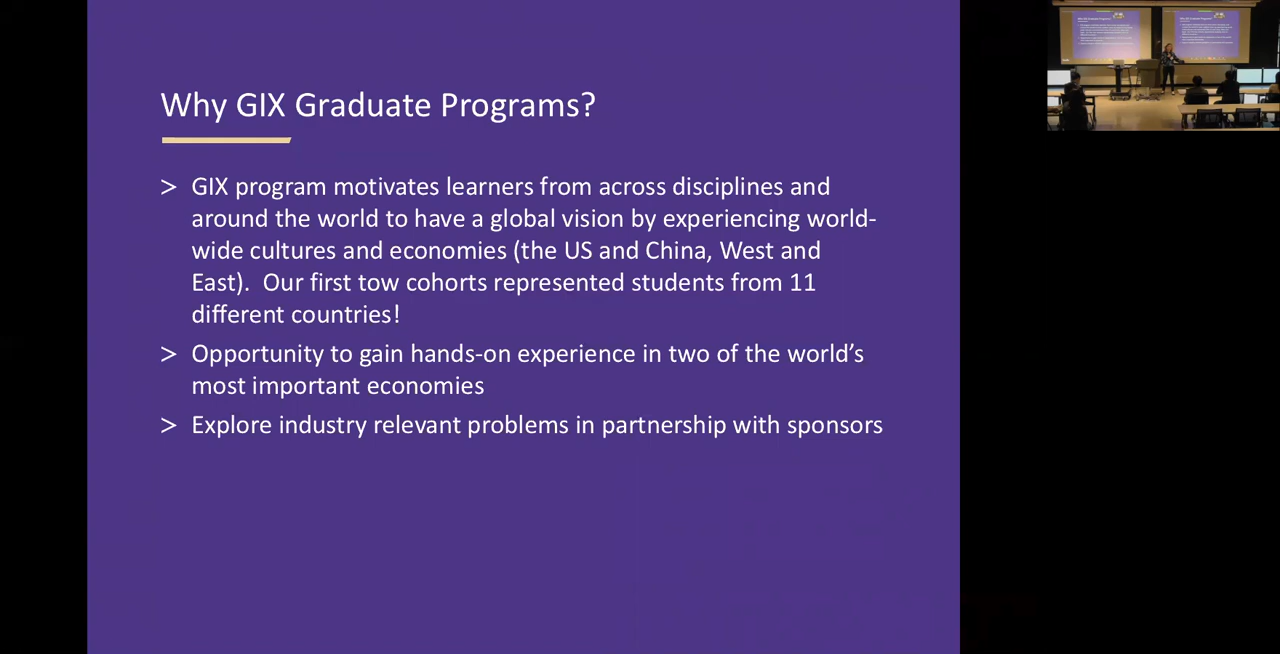 Why GIX Graduate Programs?
> GIX program motivates learners from across disciplines and
around the world to have a global vision by experiencing world-
wide cultures and economies (the US and China, West and
East).  Our first tow cohorts represented students from 11
different countries!
> Opportunity to gain hands-on experience in two of the world’s
most important economies
> Explore industry relevant problems in partnership with sponsors